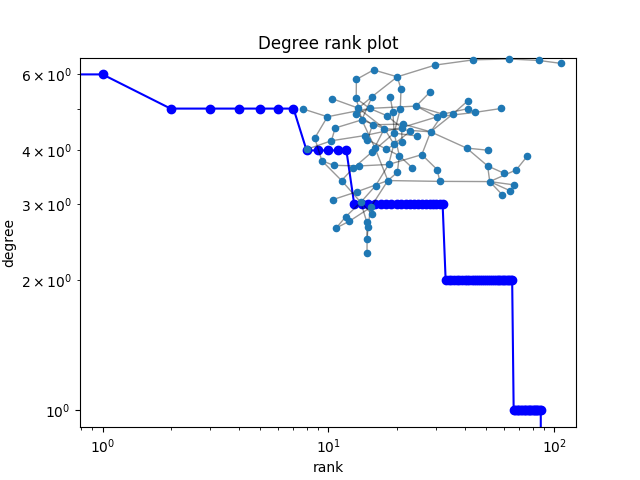 Degree rank plot
degree
6 × 10⁰
4 × 10⁰
3 × 10⁰
2 × 10⁰
10⁰
10⁰
10¹
10²
rank